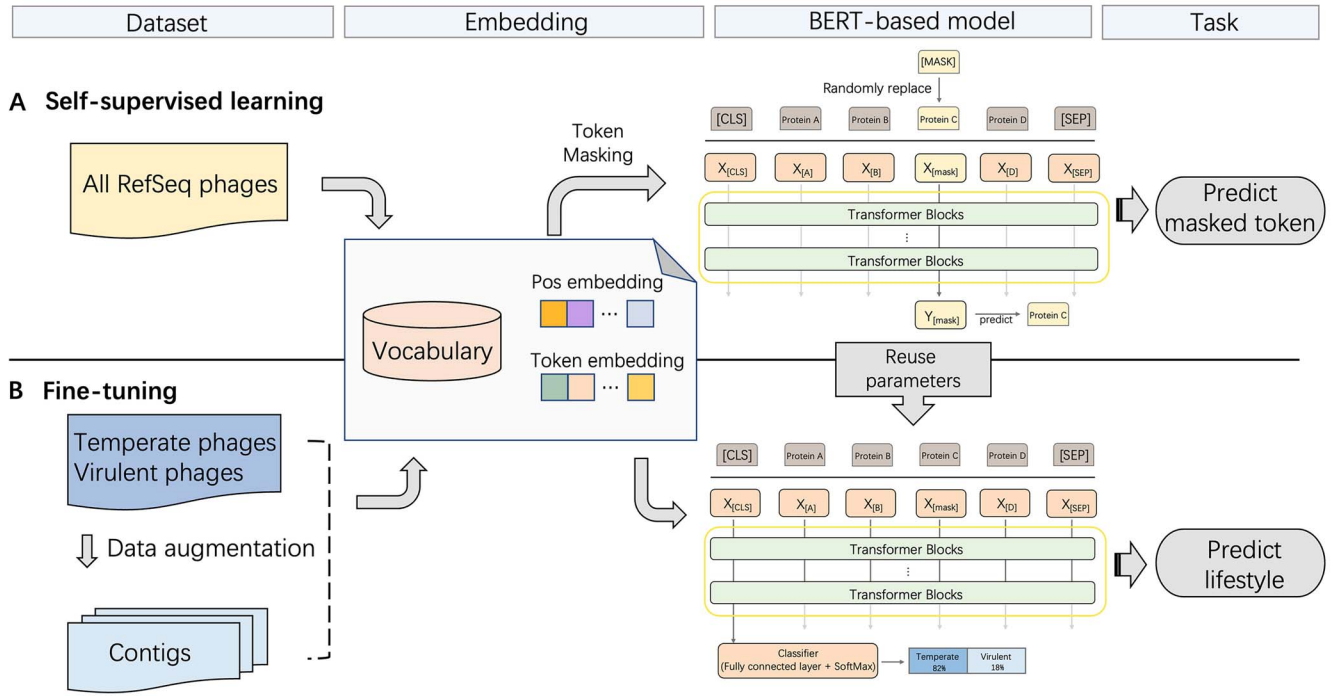 Dataset
Embedding
BERT-based model
Task
A Self-supervised learning
All RefSeq phages
Token
Masking
[MASK]
Randomly replace
[CLS] Protein A Protein B Protein C Protein D [SEP]
X[CLS] X[A] X[B] X[mask] X[D] X[SEP]
Transformer Blocks
⋮
Transformer Blocks
Y[mask] predict Protein C
Predict
masked token
Vocabulary
Pos embedding
...
Token embedding
...
Reuse
parameters
B Fine-tuning
Temperate phages
Virulent phages
Data augmentation
Contigs
[CLS] Protein A Protein B Protein C Protein D [SEP]
X[CLS] X[A] X[B] X[mask] X[D] X[SEP]
Transformer Blocks
⋮
Transformer Blocks
Classifier
(Fully connected layer + SoftMax)
Temperate
82%
Virulent
18%
Predict
lifestyle